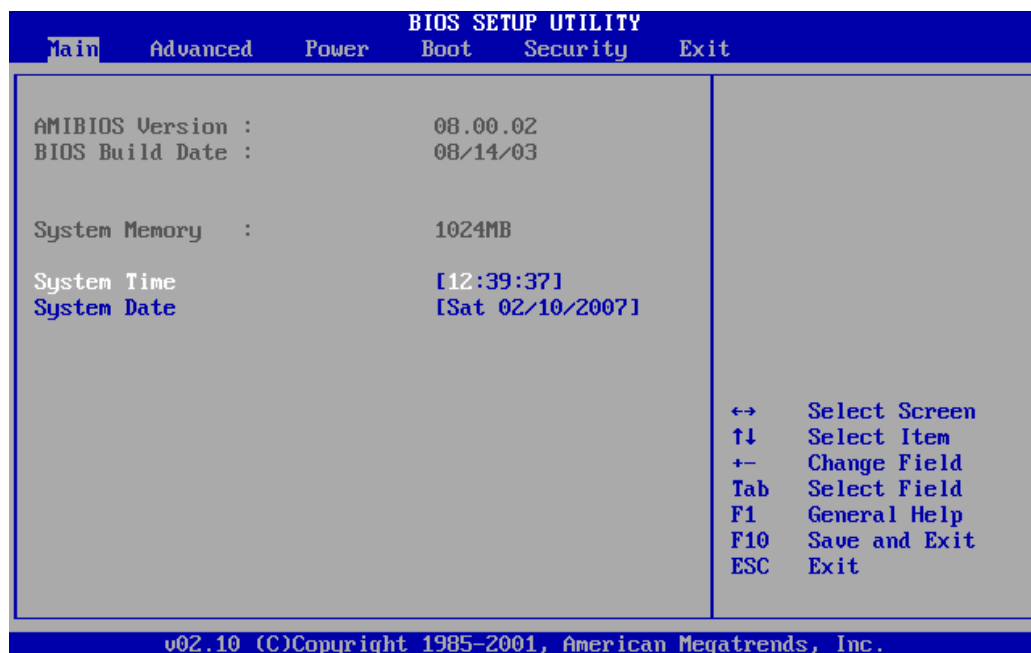 BIOS SETUP UTILITY
Main Advanced Power Boot Security Exit
AMIBIOS Version : 08.00.02
BIOS Build Date : 08/14/03
System Memory : 1024MB
System Time [12:39:37]
System Date [Sat 02/10/2007]
←→ Select Screen
↑↓ Select Item
+- Change Field
Tab Select Field
F1 General Help
F10 Save and Exit
ESC Exit
v02.10 (C)Copyright 1985-2001, American Megatrends, Inc.